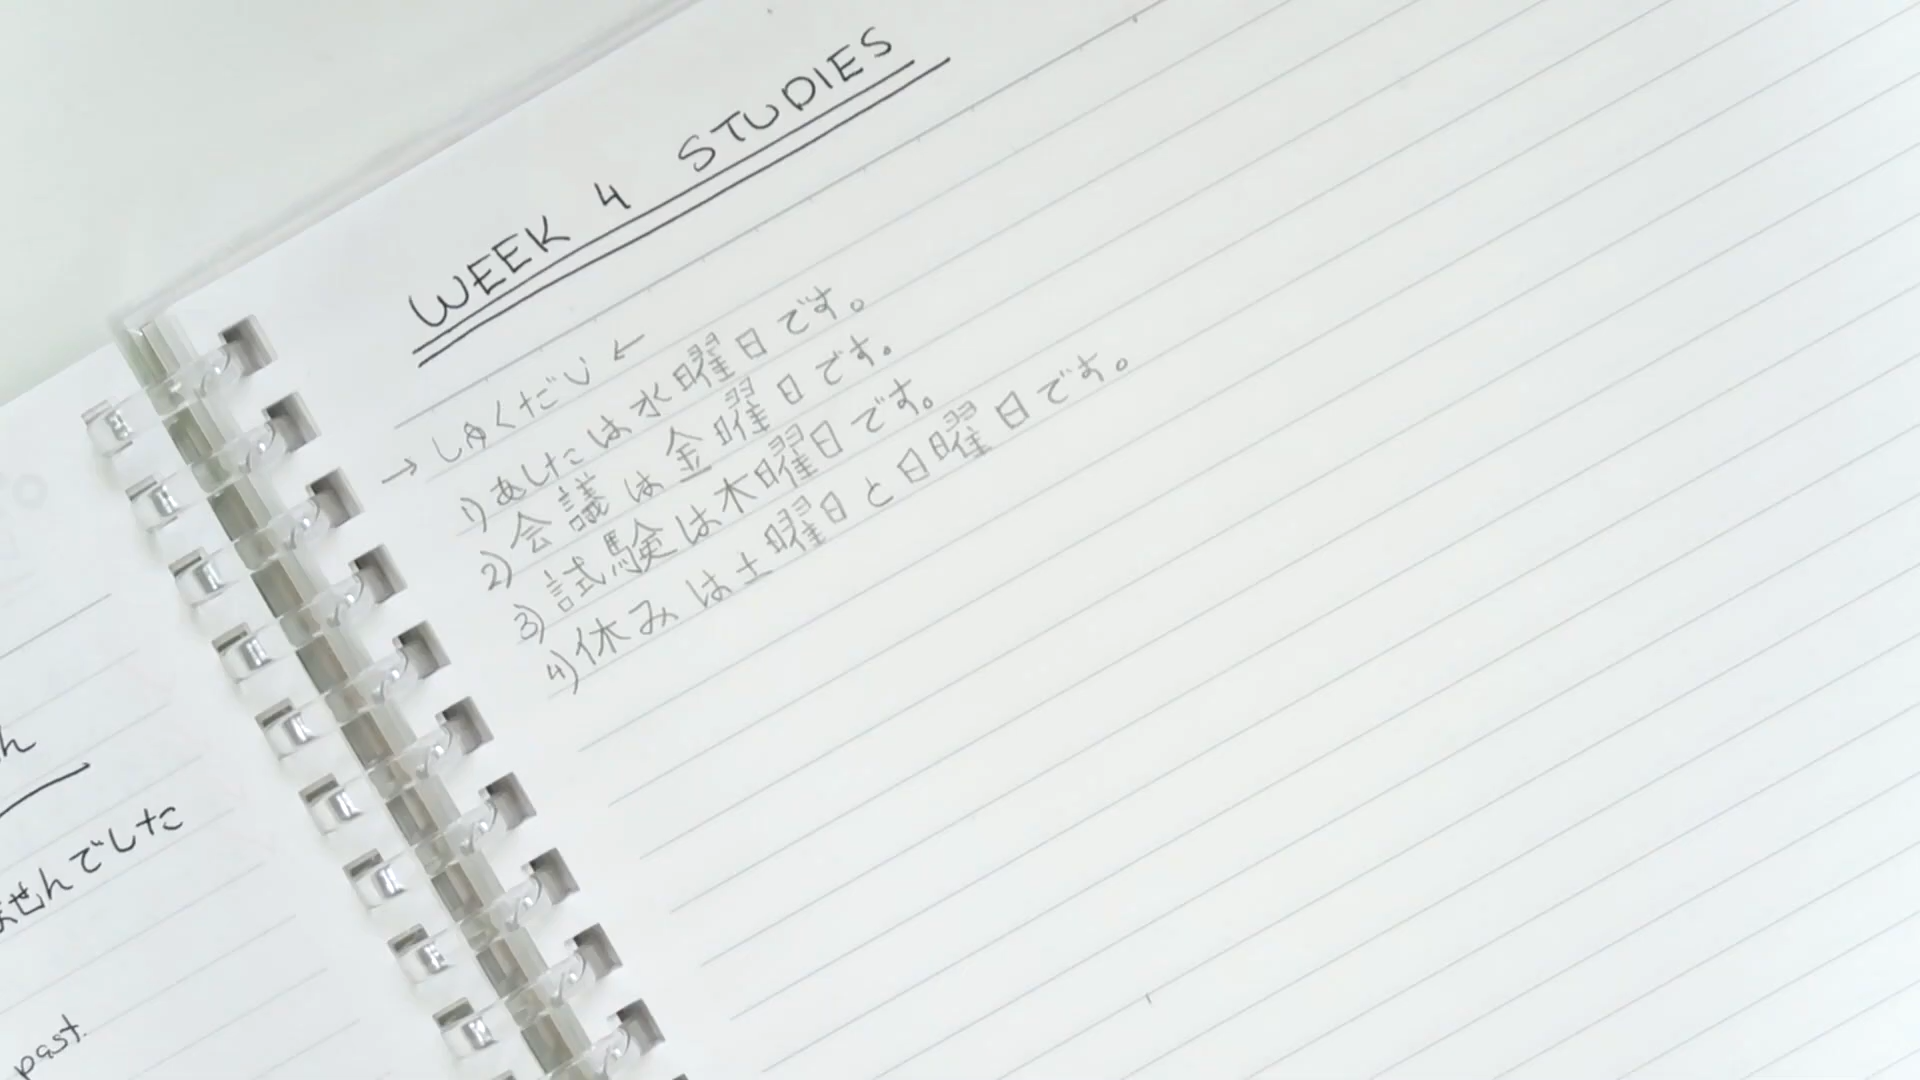 WEEK 4 STUDIES
→ しゅくだい ←
1) あしたは水曜日です。
2) 会議は金曜日です。
3) 試験は木曜日です。
4) 休みは土曜日と日曜日です。
ん
ませんでした
past.